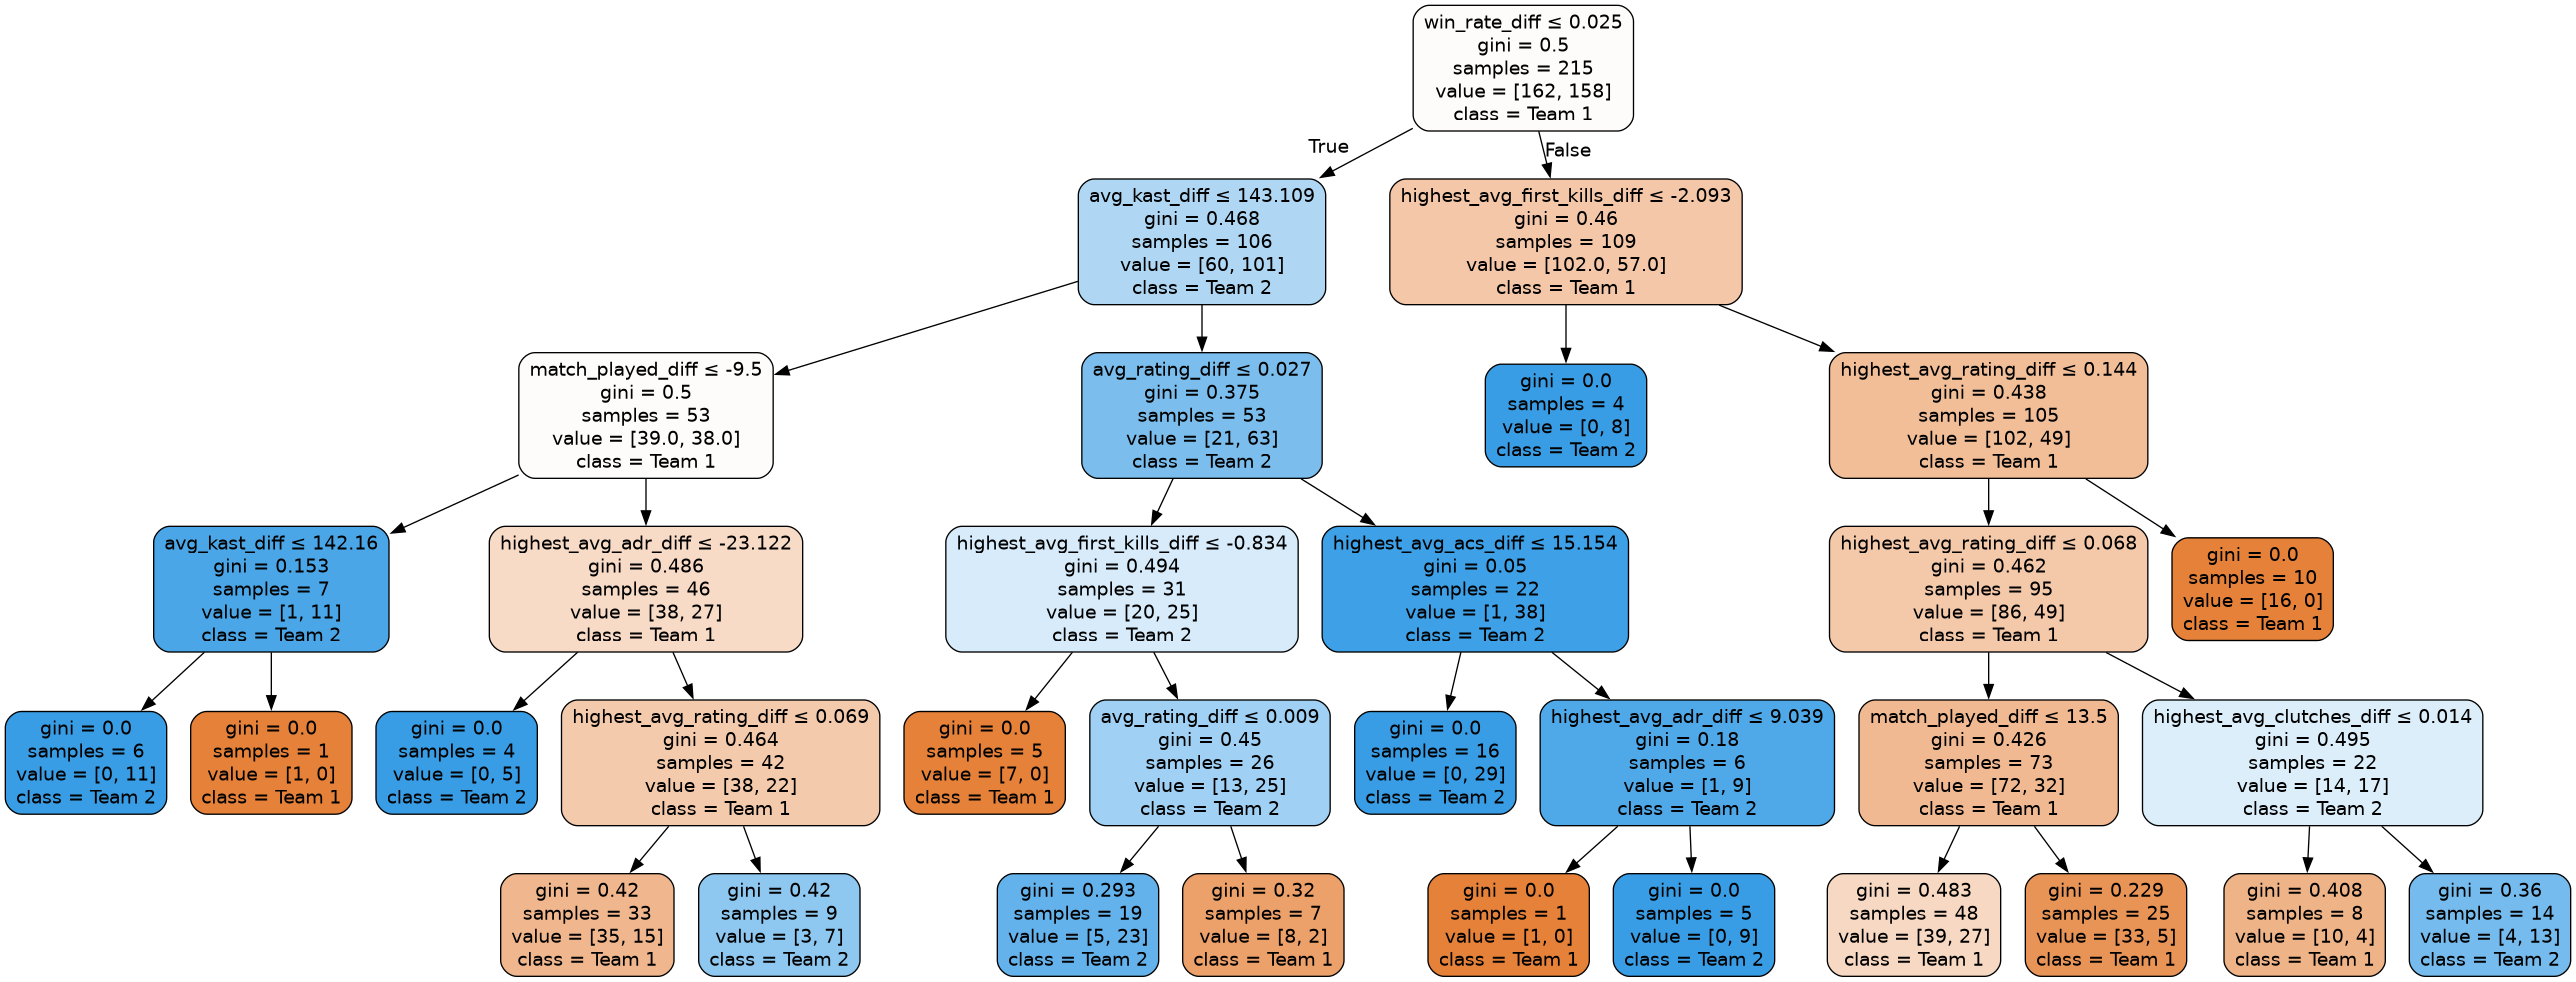 win_rate_diff ≤ 0.025
gini = 0.5
samples = 215
value = [162, 158]
class = Team 1
True
False
avg_kast_diff ≤ 143.109
gini = 0.468
samples = 106
value = [60, 101]
class = Team 2
highest_avg_first_kills_diff ≤ -2.093
gini = 0.46
samples = 109
value = [102.0, 57.0]
class = Team 1
match_played_diff ≤ -9.5
gini = 0.5
samples = 53
value = [39.0, 38.0]
class = Team 1
avg_rating_diff ≤ 0.027
gini = 0.375
samples = 53
value = [21, 63]
class = Team 2
gini = 0.0
samples = 4
value = [0, 8]
class = Team 2
highest_avg_rating_diff ≤ 0.144
gini = 0.438
samples = 105
value = [102, 49]
class = Team 1
avg_kast_diff ≤ 142.16
gini = 0.153
samples = 7
value = [1, 11]
class = Team 2
highest_avg_adr_diff ≤ -23.122
gini = 0.486
samples = 46
value = [38, 27]
class = Team 1
highest_avg_first_kills_diff ≤ -0.834
gini = 0.494
samples = 31
value = [20, 25]
class = Team 2
highest_avg_acs_diff ≤ 15.154
gini = 0.05
samples = 22
value = [1, 38]
class = Team 2
highest_avg_rating_diff ≤ 0.068
gini = 0.462
samples = 95
value = [86, 49]
class = Team 1
gini = 0.0
samples = 10
value = [16, 0]
class = Team 1
gini = 0.0
samples = 6
value = [0, 11]
class = Team 2
gini = 0.0
samples = 1
value = [1, 0]
class = Team 1
gini = 0.0
samples = 4
value = [0, 5]
class = Team 2
highest_avg_rating_diff ≤ 0.069
gini = 0.464
samples = 42
value = [38, 22]
class = Team 1
gini = 0.0
samples = 5
value = [7, 0]
class = Team 1
avg_rating_diff ≤ 0.009
gini = 0.45
samples = 26
value = [13, 25]
class = Team 2
gini = 0.0
samples = 16
value = [0, 29]
class = Team 2
highest_avg_adr_diff ≤ 9.039
gini = 0.18
samples = 6
value = [1, 9]
class = Team 2
match_played_diff ≤ 13.5
gini = 0.426
samples = 73
value = [72, 32]
class = Team 1
highest_avg_clutches_diff ≤ 0.014
gini = 0.495
samples = 22
value = [14, 17]
class = Team 2
gini = 0.42
samples = 33
value = [35, 15]
class = Team 1
gini = 0.42
samples = 9
value = [3, 7]
class = Team 2
gini = 0.293
samples = 19
value = [5, 23]
class = Team 2
gini = 0.32
samples = 7
value = [8, 2]
class = Team 1
gini = 0.0
samples = 1
value = [1, 0]
class = Team 1
gini = 0.0
samples = 5
value = [0, 9]
class = Team 2
gini = 0.483
samples = 48
value = [39, 27]
class = Team 1
gini = 0.229
samples = 25
value = [33, 5]
class = Team 1
gini = 0.408
samples = 8
value = [10, 4]
class = Team 1
gini = 0.36
samples = 14
value = [4, 13]
class = Team 2